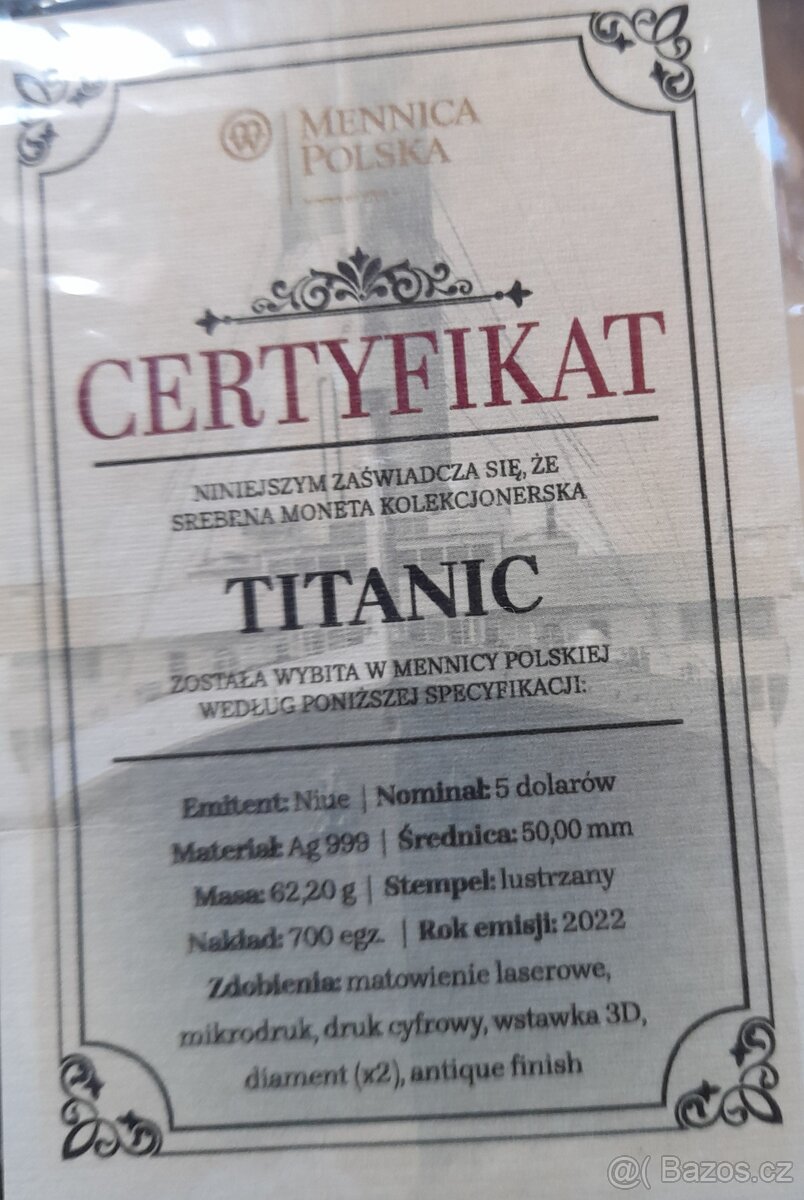 MENNICA
POLSKA
CERTYFIKAT
NINIEJSZYM ZAŚWIADCZA SIĘ, ŻE
SREBRNA MONETA KOLEKCJONERSKA
TITANIC
ZOSTAŁA WYBITA W MENNICY POLSKIEJ
WEDŁUG PONIŻSZEJ SPECYFIKACJI:
Emitent: Niue | Nominał: 5 dolarów
Materiał: Ag 999 | Średnica: 50,00 mm
Masa: 62,20 g | Stempel: lustrzany
Nakład: 700 egz. | Rok emisji: 2022
Zdobienia: matowienie laserowe,
mikrodruk, druk cyfrowy, wstawka 3D,
diament (x2), antique finish
@( Bazos.cz